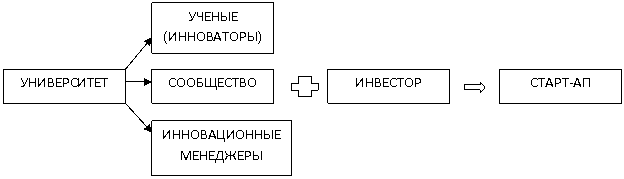 УЧЕНЫЕ
(ИННОВАТОРЫ)
УНИВЕРСИТЕТ
СООБЩЕСТВО
ИНВЕСТОР
СТАРТ-АП
ИННОВАЦИОННЫЕ
МЕНЕДЖЕРЫ